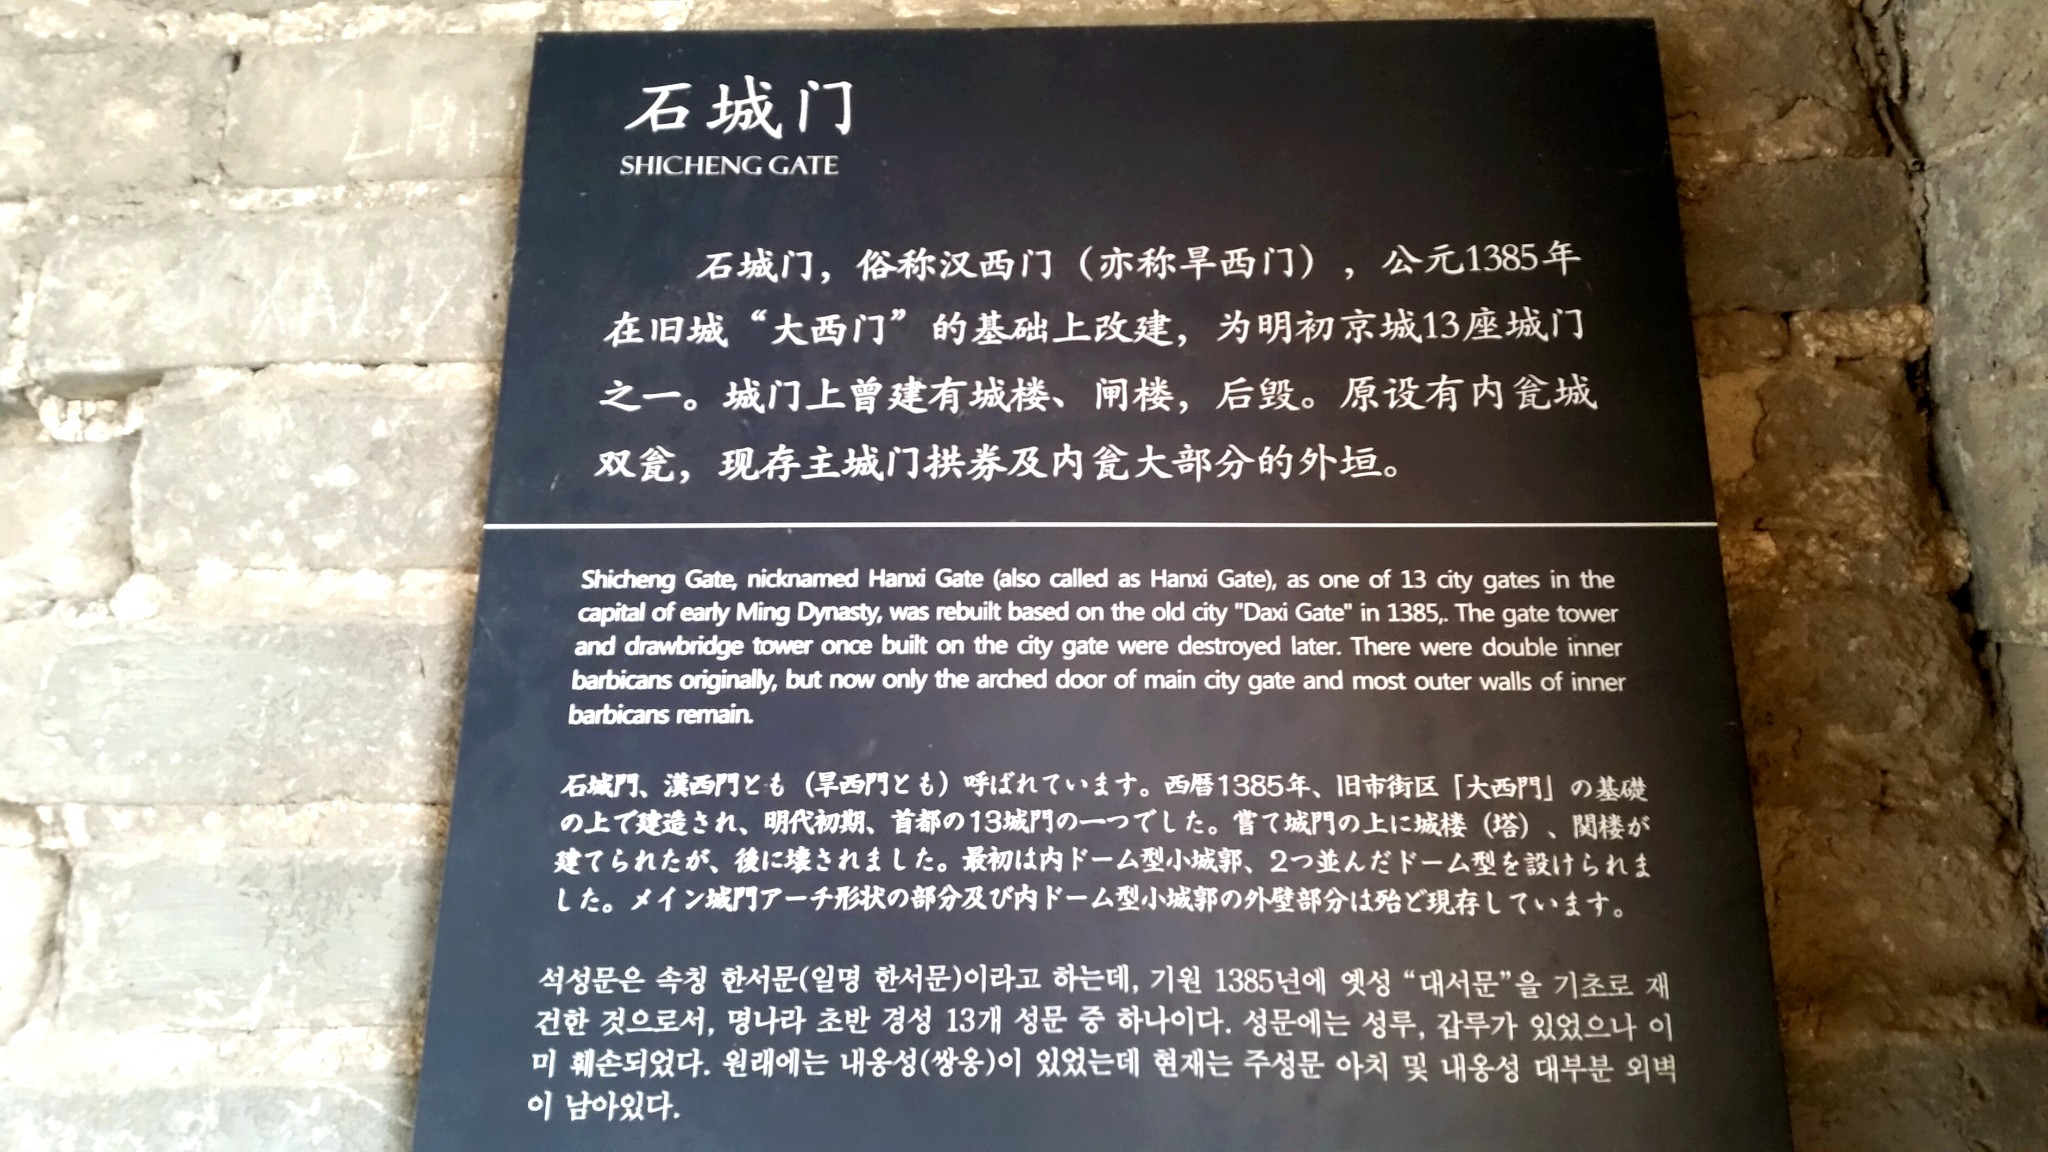 石城门
SHICHENG GATE
石城门，俗称汉西门（亦称旱西门），公元1385年
在旧城“大西门”的基础上改建，为明初京城13座城门
之一。城门上曾建有城楼、闸楼，后毁。原设有内瓮城
双瓮，现存主城门拱券及内瓮大部分的外垣。
Shicheng Gate, nicknamed Hanxi Gate (also called as Hanxi Gate), as one of 13 city gates in the
capital of early Ming Dynasty, was rebuilt based on the old city "Daxi Gate" in 1385,. The gate tower
and drawbridge tower once built on the city gate were destroyed later. There were double inner
barbicans originally, but now only the arched door of main city gate and most outer walls of inner
barbicans remain.
石城門、漢西門とも（旱西門とも）呼ばれています。西暦1385年、旧市街区「大西門」の基礎
の上で建造され、明代初期、首都の13城門の一つでした。嘗て城門の上に城楼（塔）、関楼が
建てられたが、後に壊されました。最初は内ドーム型小城郭、2つ並んだドーム型を設けられま
した。メイン城門アーチ形状の部分及び内ドーム型小城郭の外壁部分は殆ど現存しています。
석성문은 속칭 한서문(일명 한서문)이라고 하는데, 기원 1385년에 옛성 “대서문”을 기초로 재
건한 것으로서, 명나라 초반 경성 13개 성문 중 하나이다. 성문에는 성루, 갑루가 있었으나 이
미 훼손되었다. 원래에는 내옹성(쌍옹)이 있었는데 현재는 주성문 아치 및 내옹성 대부분 외벽
이 남아있다.